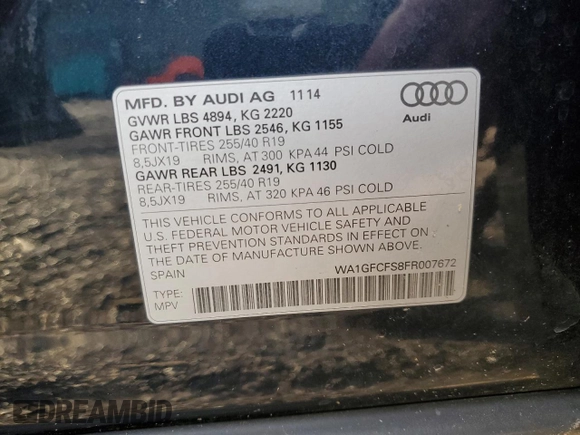 MFD. BY AUDI AG 1114
GVWR LBS 4894, KG 2220
GAWR FRONT LBS 2546, KG 1155
FRONT-TIRES 255/40 R19
8,5JX19 RIMS, AT 300 KPA 44 PSI COLD
GAWR REAR LBS 2491, KG 1130
REAR-TIRES 255/40 R19
8,5JX19 RIMS, AT 320 KPA 46 PSI COLD
Audi
THIS VEHICLE CONFORMS TO ALL APPLICABLE
U.S. FEDERAL MOTOR VEHICLE SAFETY AND
THEFT PREVENTION STANDARDS IN EFFECT ON
THE DATE OF MANUFACTURE SHOWN ABOVE.
SPAIN WA1GFCFS8FR007672
TYPE:
MPV
DREAMBID